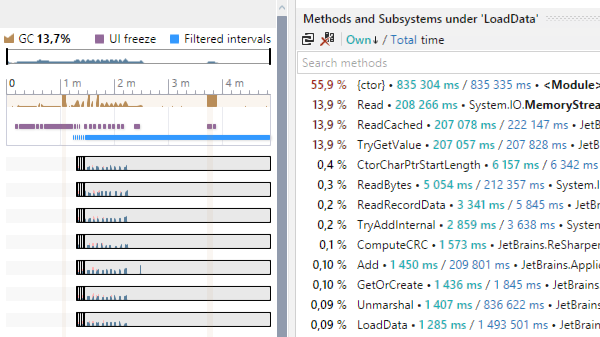 GC 13,7% UI freeze Filtered intervals
0 1 m 2 m 3 m 4 m
Methods and Subsystems under 'LoadData'
Own↓ / Total time
Search methods
55,9 % {ctor} • 835 304 ms / 835 335 ms • <Module>
13,9 % Read • 208 266 ms • System.IO.MemoryStrea
13,9 % ReadCached • 207 078 ms / 222 147 ms • JetBra
13,9 % TryGetValue • 207 057 ms / 207 828 ms • JetBra
0,4 % CtorCharPtrStartLength • 6 157 ms / 6 342 ms
0,3 % ReadBytes • 5 054 ms / 212 357 ms • System.I
0,2 % ReadRecordData • 3 341 ms / 5 845 ms • JetBr
0,2 % TryAddInternal • 2 859 ms / 3 638 ms • System
0,1 % ComputeCRC • 1 573 ms • JetBrains.ReSharper
0,10 % Add • 1 450 ms / 209 801 ms • JetBrains.Applic
0,10 % GetOrCreate • 1 436 ms / 1 845 ms • JetBrains
0,09 % Unmarshal • 1 407 ms / 836 622 ms • JetBrains
0,09 % LoadData • 1 285 ms / 1 493 501 ms • JetBrains